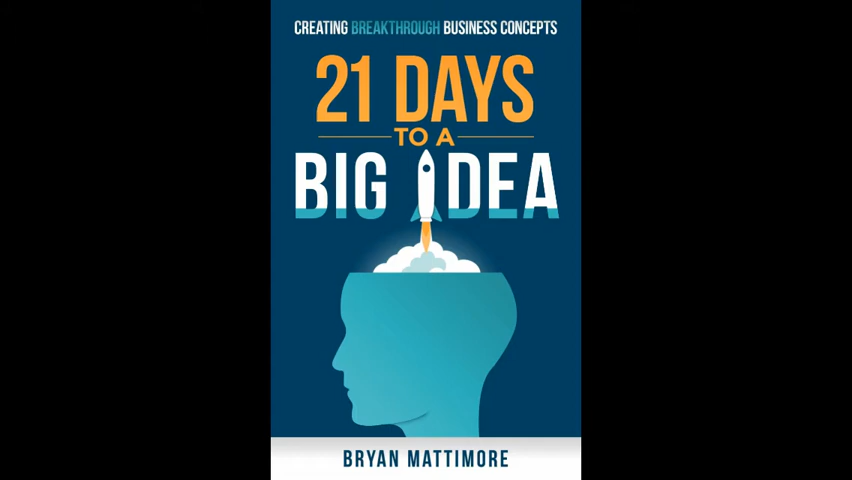 CREATING BREAKTHROUGH BUSINESS CONCEPTS
21 DAYS
TO A
BIG IDEA
BRYAN MATTIMORE